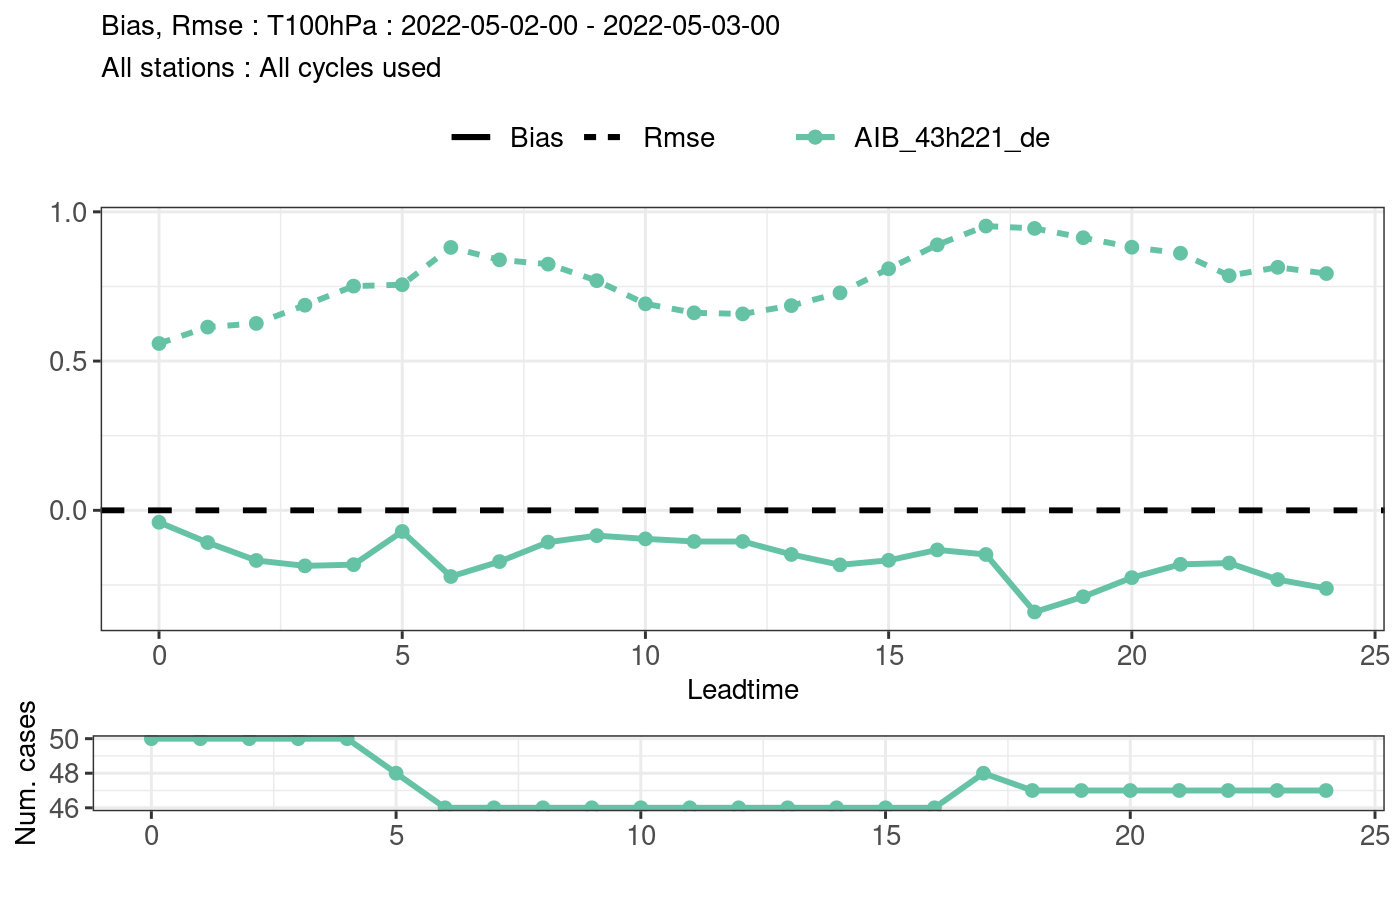 Bias, Rmse : T100hPa : 2022-05-02-00 - 2022-05-03-00
All stations : All cycles used
Bias Rmse AIB_43h221_de
1.0
0.5
0.0
0 5 10 15 20 25
Leadtime
Num. cases
50
48
46
0 5 10 15 20 25